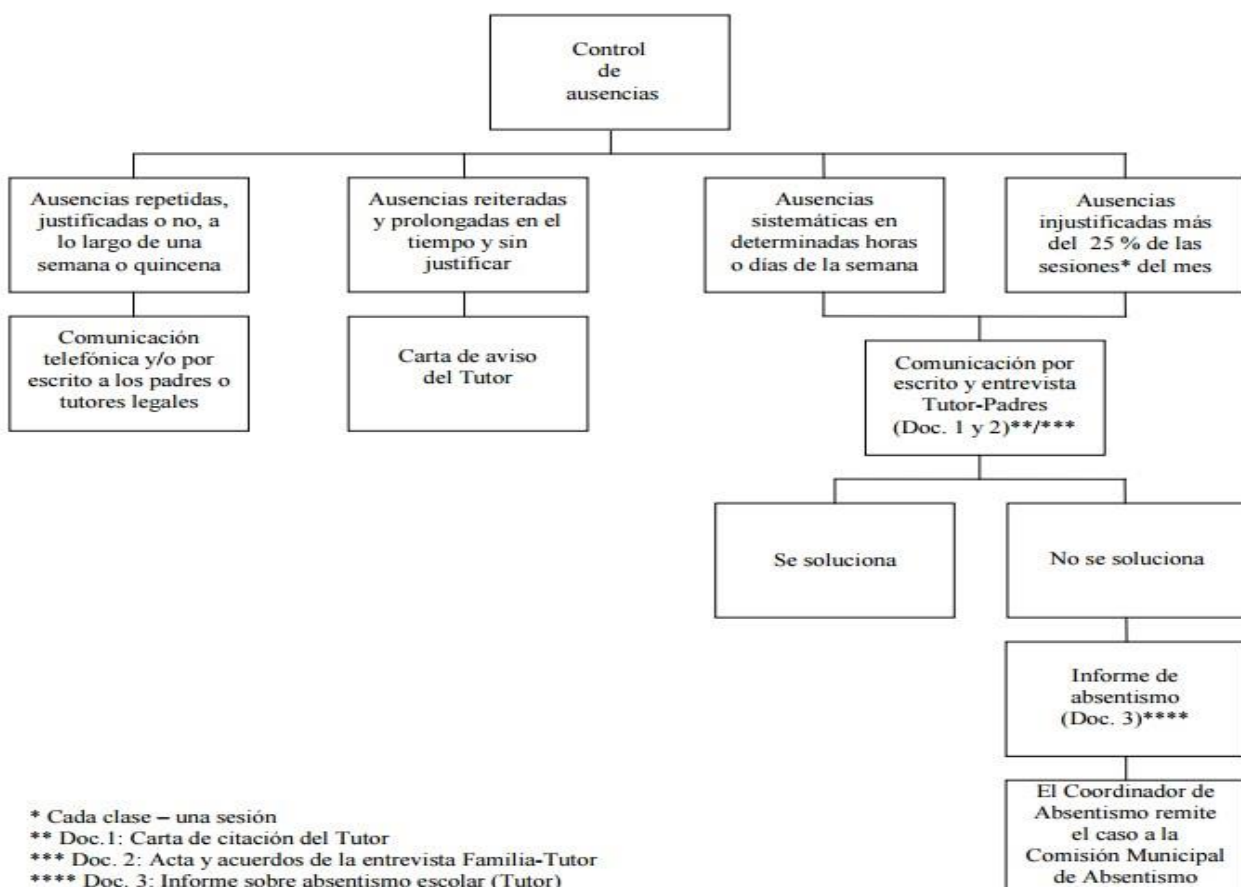 Control
de
ausencias
Ausencias repetidas,
justificadas o no, a
lo largo de una
semana o quincena
Ausencias reiteradas
y prolongadas en el
tiempo y sin
justificar
Ausencias
sistemáticas en
determinadas horas
o días de la semana
Ausencias
injustificadas más
del 25 % de las
sesiones* del mes
Comunicación
telefónica y/o por
escrito a los padres o
tutores legales
Carta de aviso
del Tutor
Comunicación por
escrito y entrevista
Tutor-Padres
(Doc. 1 y 2)**/***
Se soluciona
No se soluciona
Informe de
absentismo
(Doc. 3)****
El Coordinador de
Absentismo remite
el caso a la
Comisión Municipal
de Absentismo
* Cada clase – una sesión
** Doc.1: Carta de citación del Tutor
*** Doc. 2: Acta y acuerdos de la entrevista Familia-Tutor
**** Doc. 3: Informe sobre absentismo escolar (Tutor)